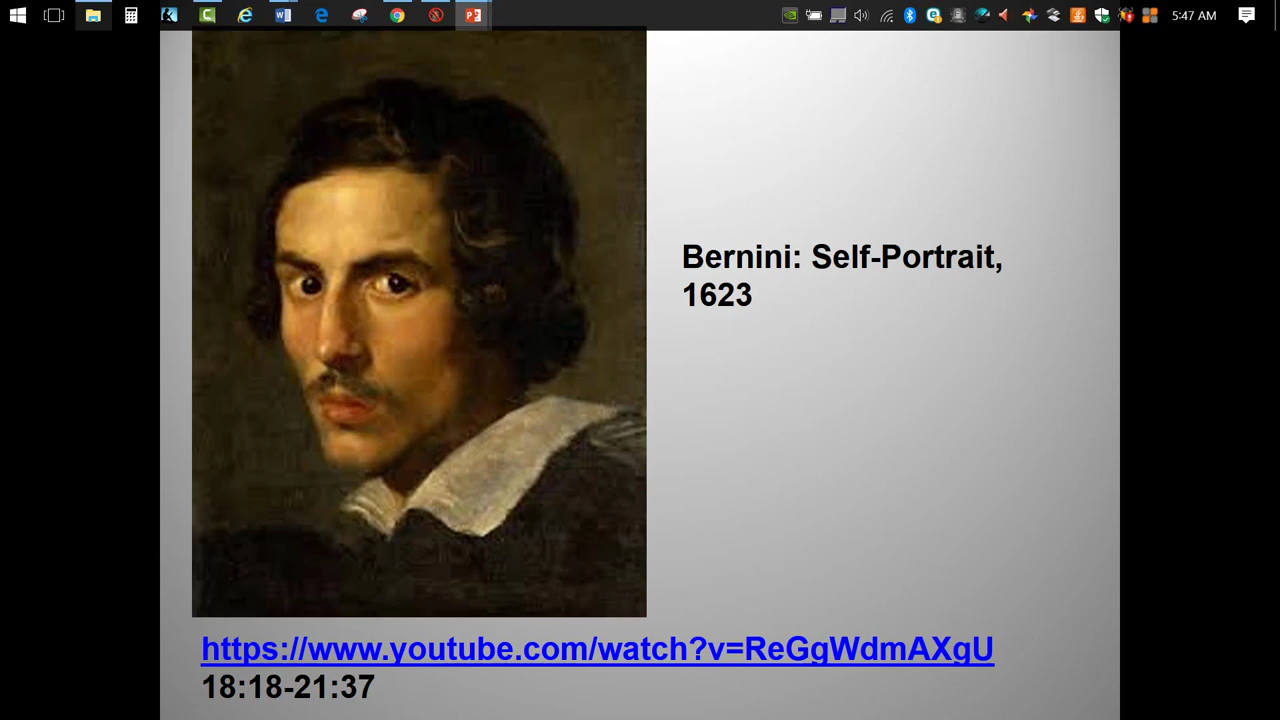 5:47 AM
Bernini: Self-Portrait,
1623
https://www.youtube.com/watch?v=ReGgWdmAXgU
18:18-21:37